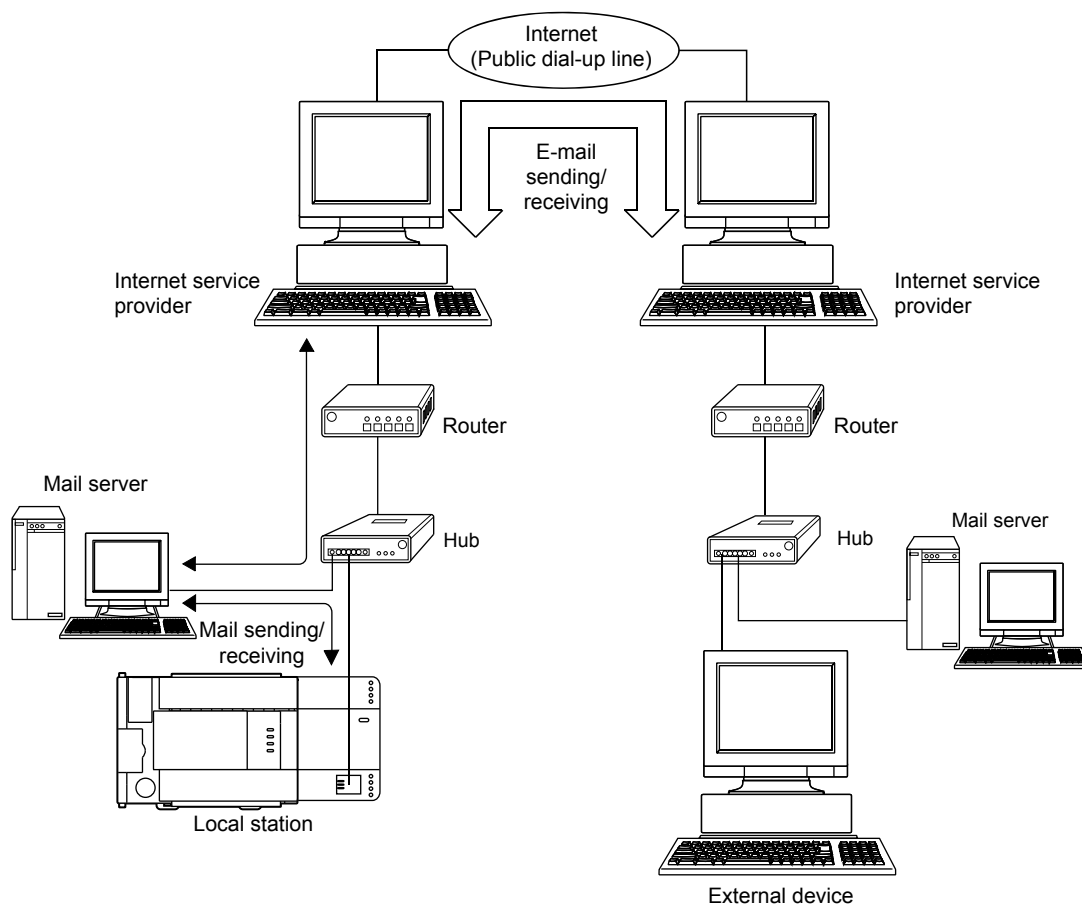 Internet
(Public dial-up line)
E-mail
sending/
receiving
Internet service
provider
Internet service
provider
Router
Router
Mail server
Hub
Hub
Mail server
Mail sending/
receiving
Local station
External device